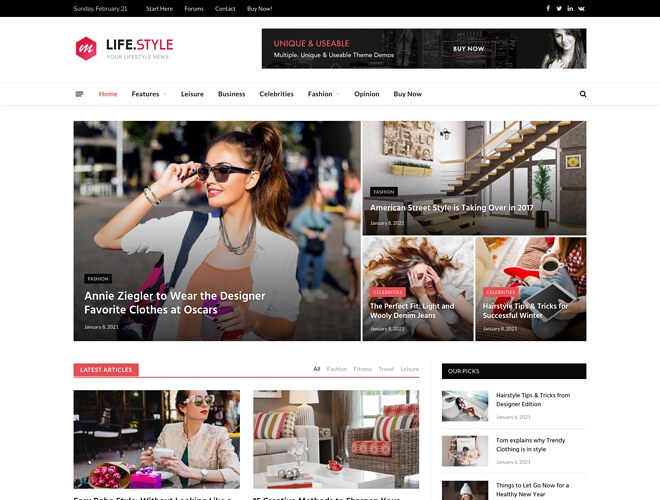 Sunday, February 21
Start Here
Forums
Contact
Buy Now!
m
LIFE.STYLE
YOUR LIFESTYLE NEWS
UNIQUE & USEABLE
Multiple, Unique & Useable Theme Demos
BUY NOW
Home
Features
Leisure
Business
Celebrities
Fashion
Opinion
Buy Now
FASHION
Annie Ziegler to Wear the Designer
Favorite Clothes at Oscars
January 8, 2021
FASHION
American Street Style is Taking Over in 2017
January 8, 2021
CELEBRITIES
The Perfect Fit: Light and
Wooly Denim Jeans
January 8, 2021
CELEBRITIES
Hairstyle Tips & Tricks for
Successful Winter
January 8, 2021
LATEST ARTICLES
All
Fashion
Fitness
Travel
Leisure
OUR PICKS
Hairstyle Tips & Tricks from
Designer Edition
January 6, 2021
Tom explains why Trendy
Clothing is in style
January 6, 2021
Things to Let Go Now for a
Healthy New Year